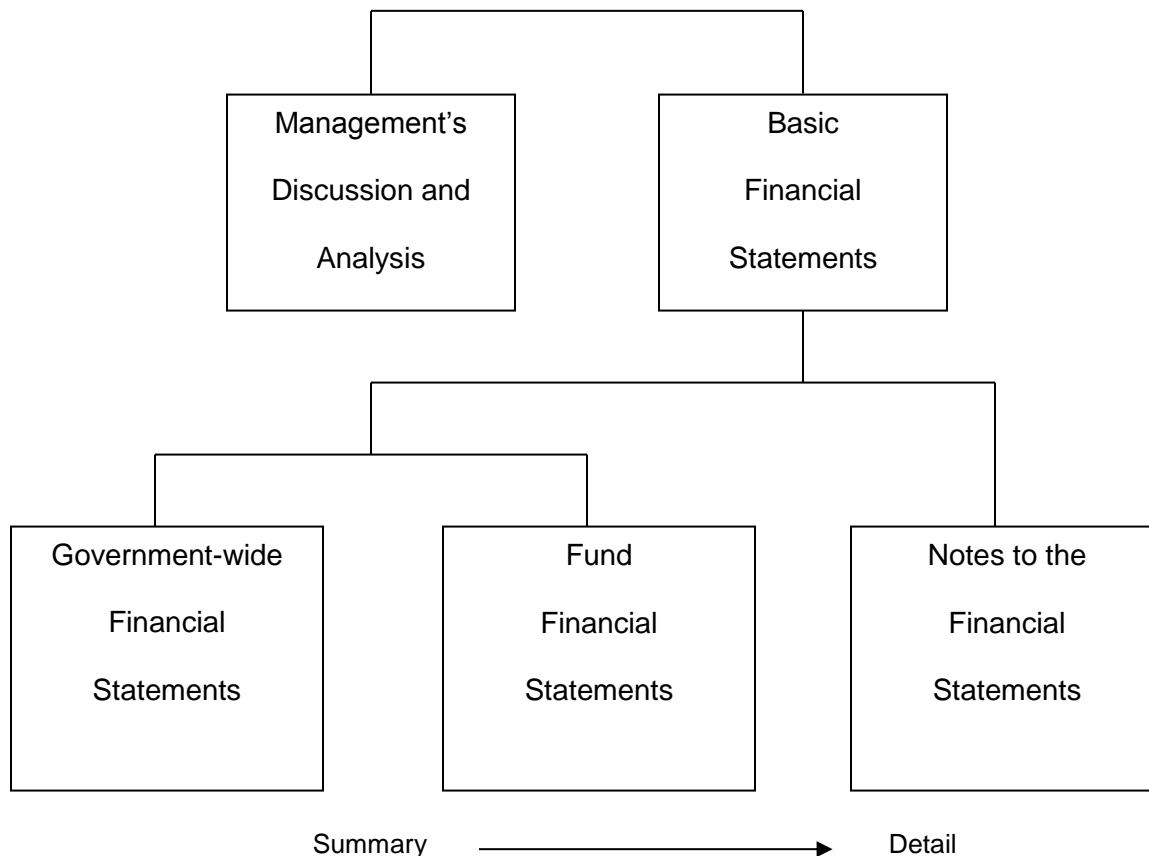 Management’s
Discussion and
Analysis
Basic
Financial
Statements
Government-wide
Financial
Statements
Fund
Financial
Statements
Notes to the
Financial
Statements
Summary
Detail